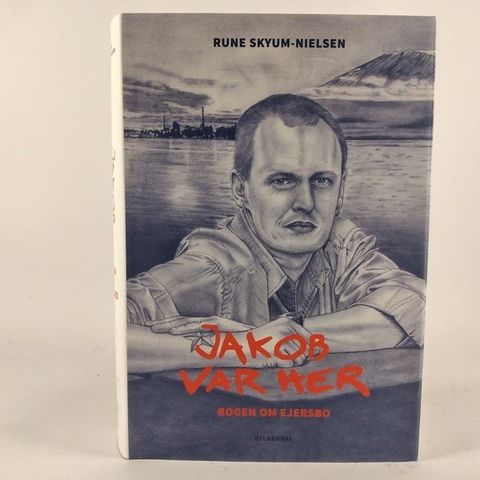 RUNE SKYUM-NIELSEN
JAKOB
VAR HER
BOGEN OM EJERSBO
GYLDENDAL